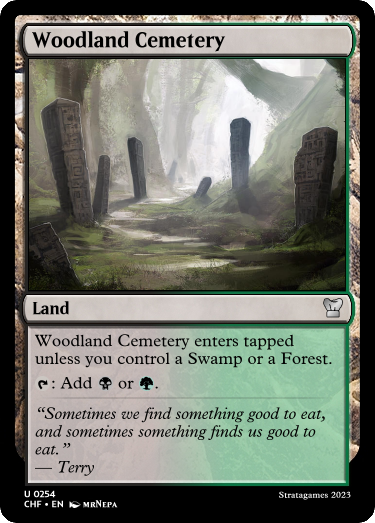 Woodland Cemetery
Land
Woodland Cemetery enters tapped
unless you control a Swamp or a Forest.
: Add or .
“Sometimes we find something good to eat,
and sometimes something finds us good to
eat.”
— Terry
U 0254
CHF • EN mrNepa
Stratagames 2023